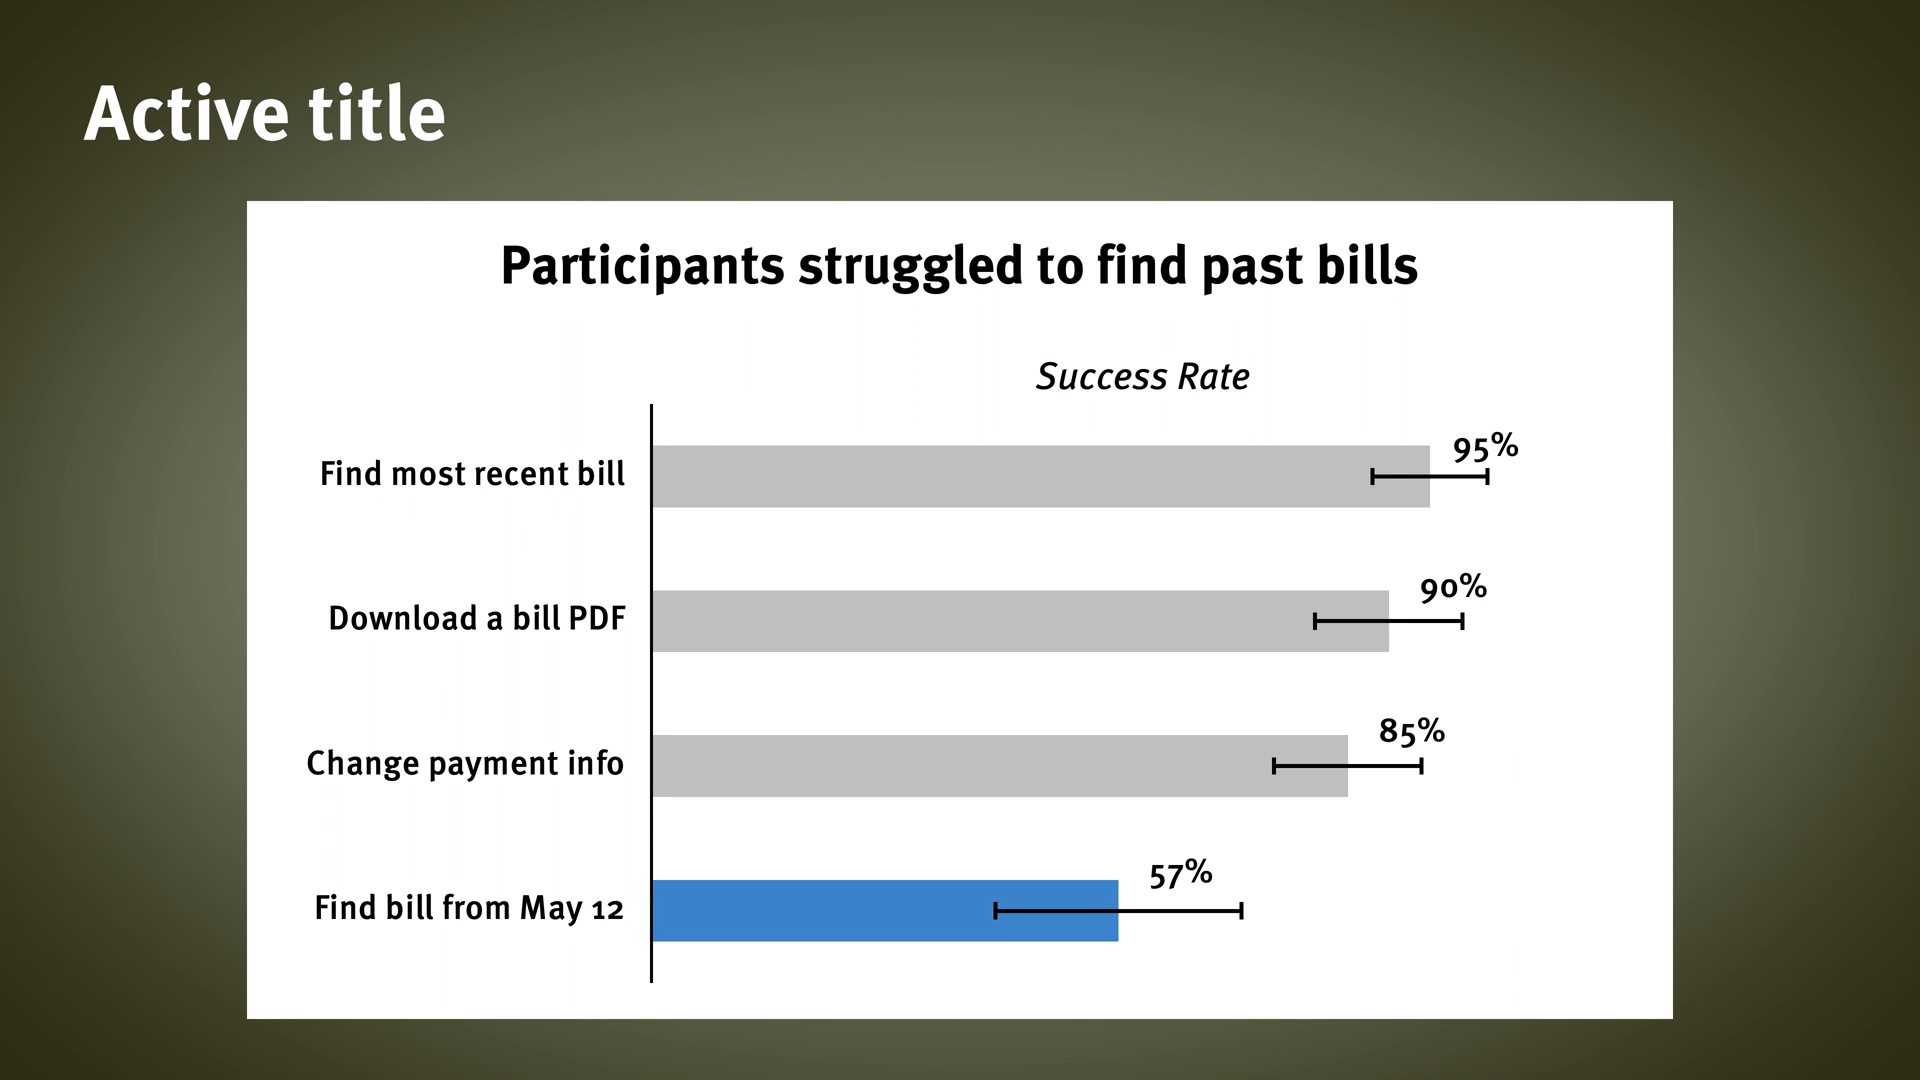 Active title
Participants struggled to find past bills
Success Rate
Find most recent bill
95%
Download a bill PDF
90%
Change payment info
85%
Find bill from May 12
57%